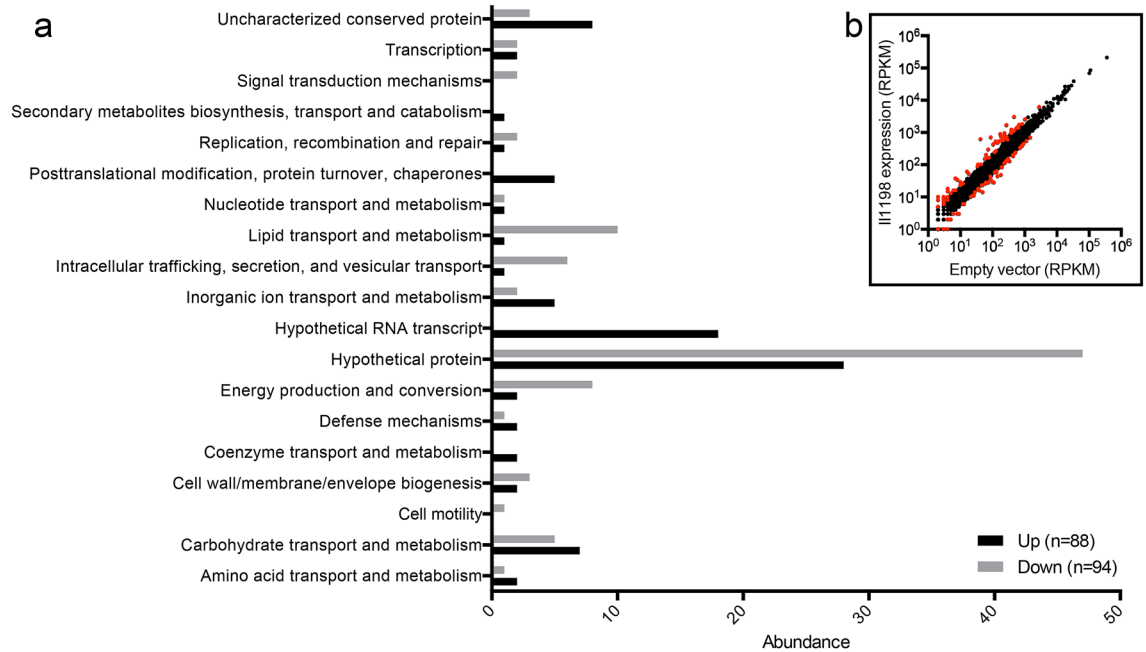 a
Uncharacterized conserved protein
Transcription
Signal transduction mechanisms
Secondary metabolites biosynthesis, transport and catabolism
Replication, recombination and repair
Posttranslational modification, protein turnover, chaperones
Nucleotide transport and metabolism
Lipid transport and metabolism
Intracellular trafficking, secretion, and vesicular transport
Inorganic ion transport and metabolism
Hypothetical RNA transcript
Hypothetical protein
Energy production and conversion
Defense mechanisms
Coenzyme transport and metabolism
Cell wall/membrane/envelope biogenesis
Cell motility
Carbohydrate transport and metabolism
Amino acid transport and metabolism
0 10 20 30 40 50
Abundance
Up (n=88)
Down (n=94)
b
Il1198 expression (RPKM)
10⁶
10⁵
10⁴
10³
10²
10¹
10⁰
10⁰ 10¹ 10² 10³ 10⁴ 10⁵ 10⁶
Empty vector (RPKM)